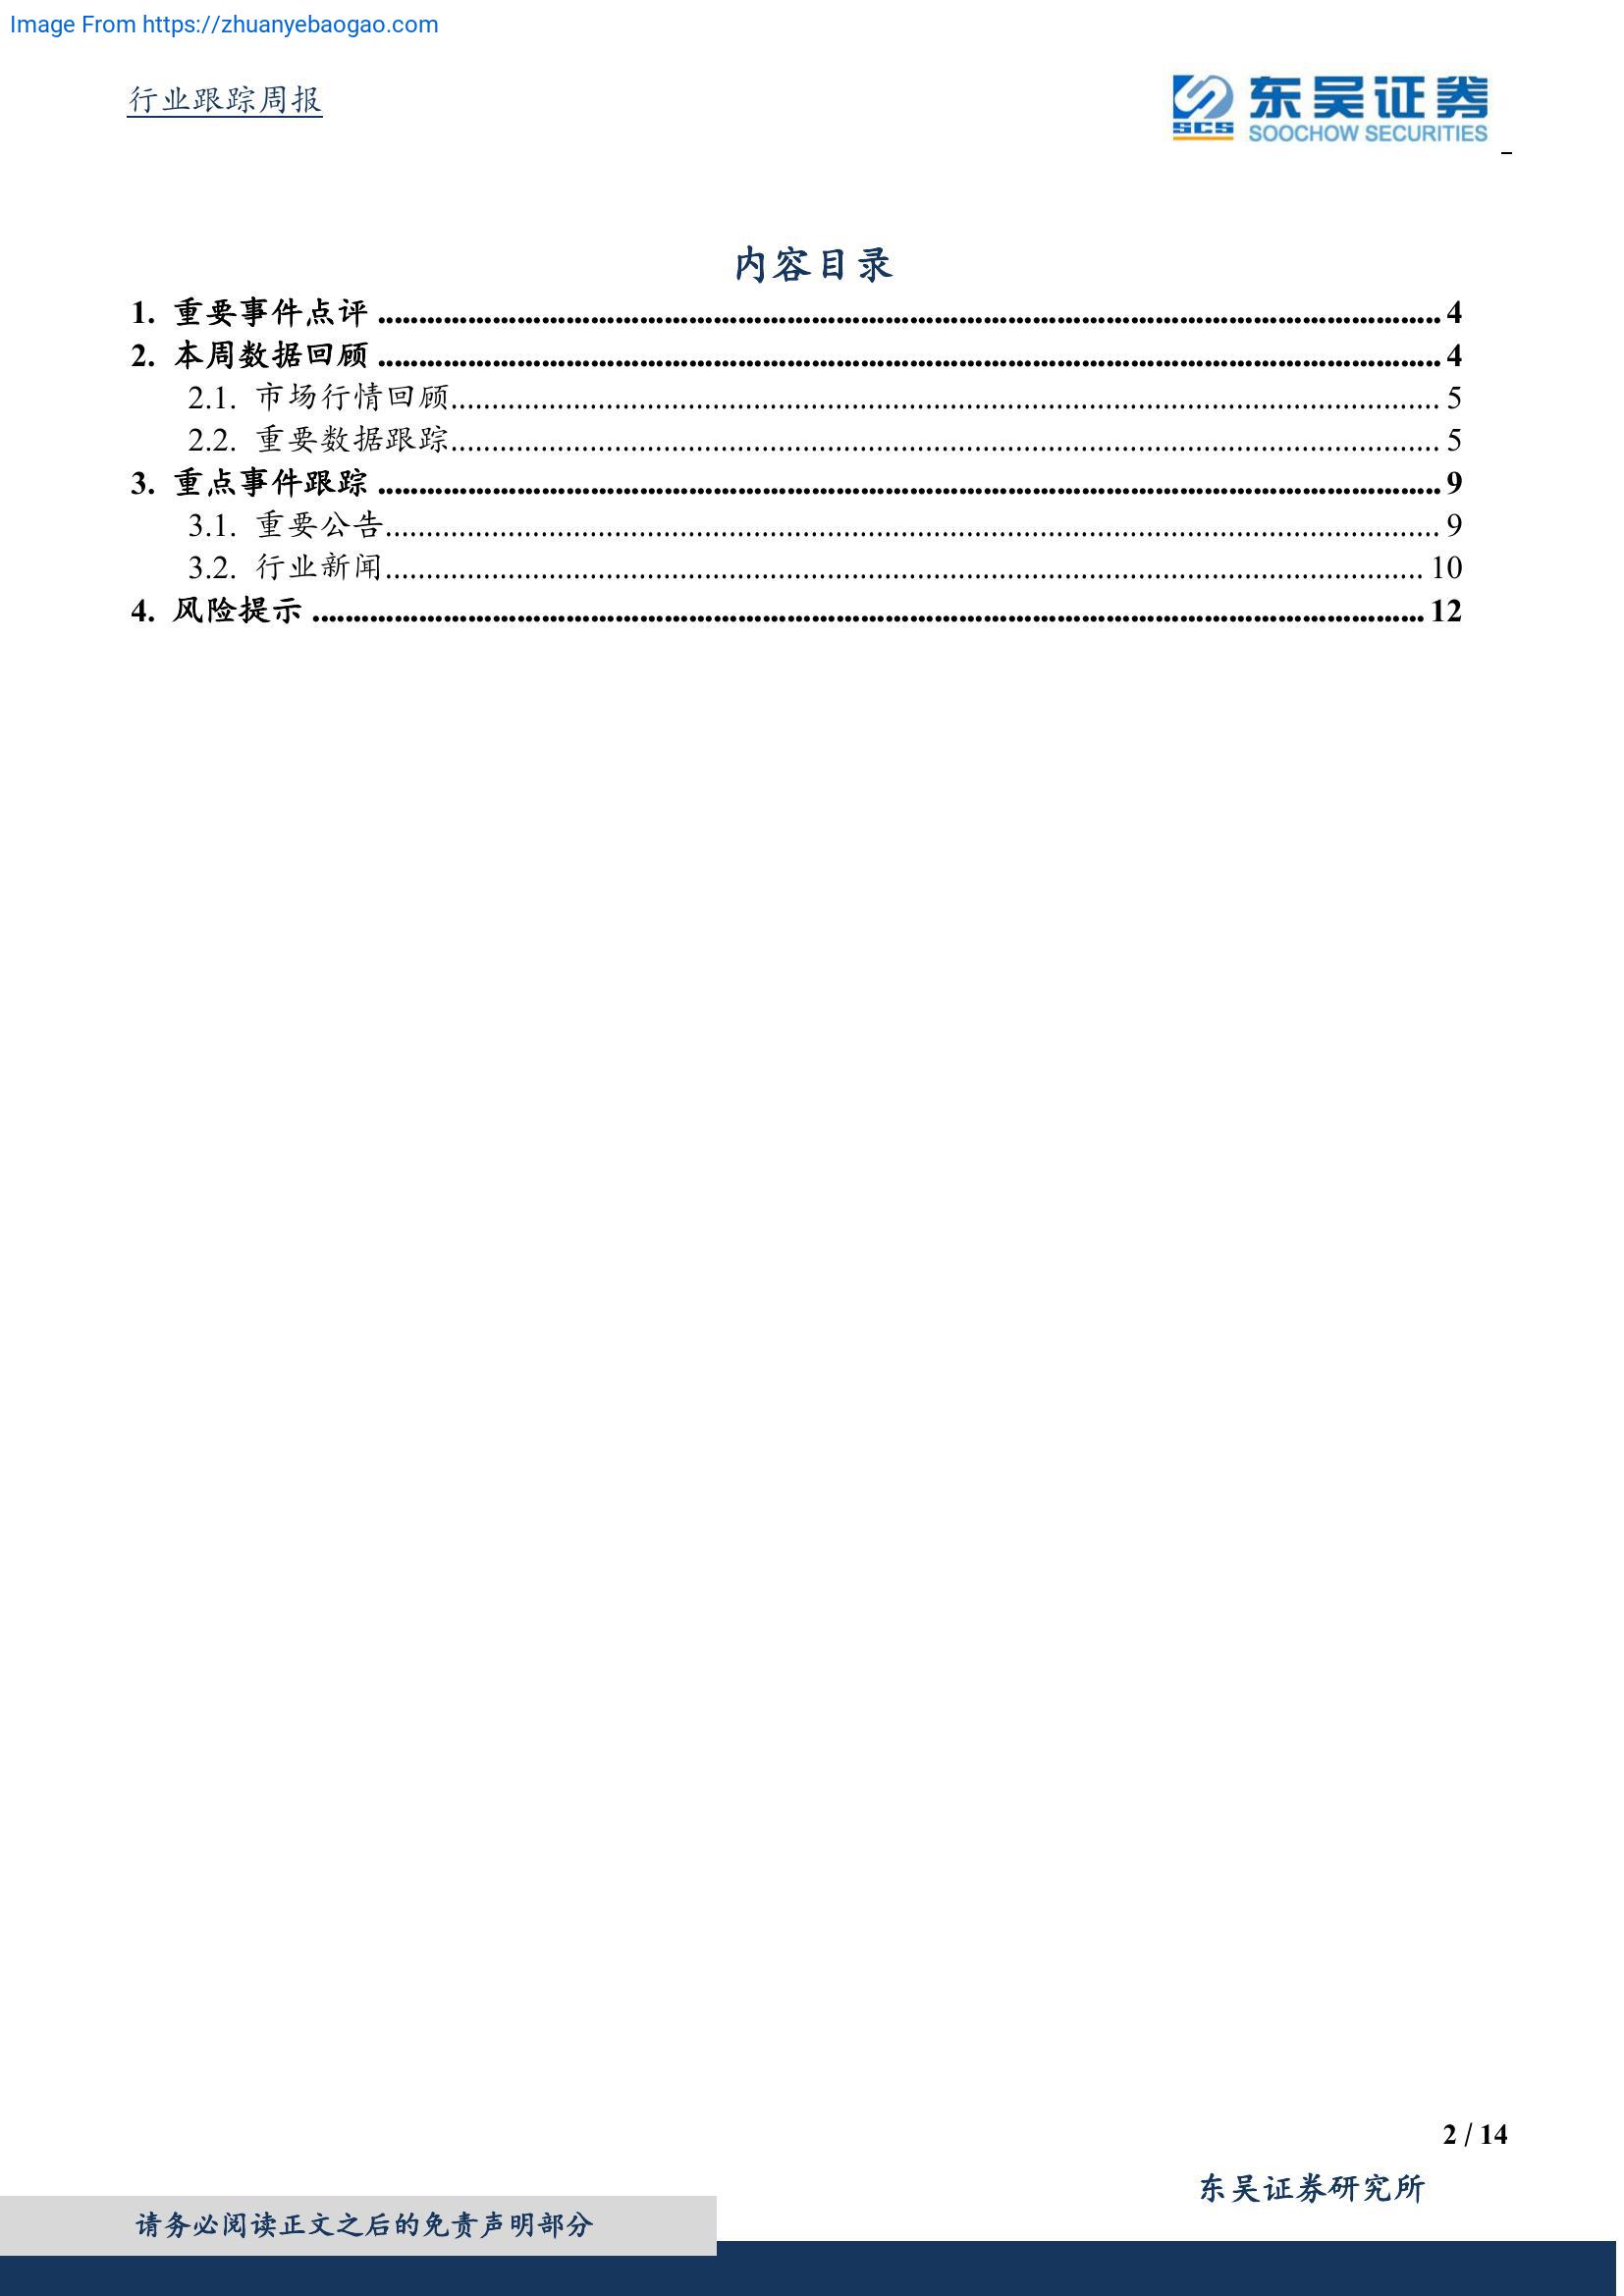 Image From https://zhuanyebaogao.com
行业跟踪周报
东吴证券
SCS
SOOCHOW SECURITIES
内容目录
1. 重要事件点评 4
2. 本周数据回顾 4
2.1. 市场行情回顾 5
2.2. 重要数据跟踪 5
3. 重点事件跟踪 9
3.1. 重要公告 9
3.2. 行业新闻 10
4. 风险提示 12
2 / 14
东吴证券研究所
请务必阅读正文之后的免责声明部分